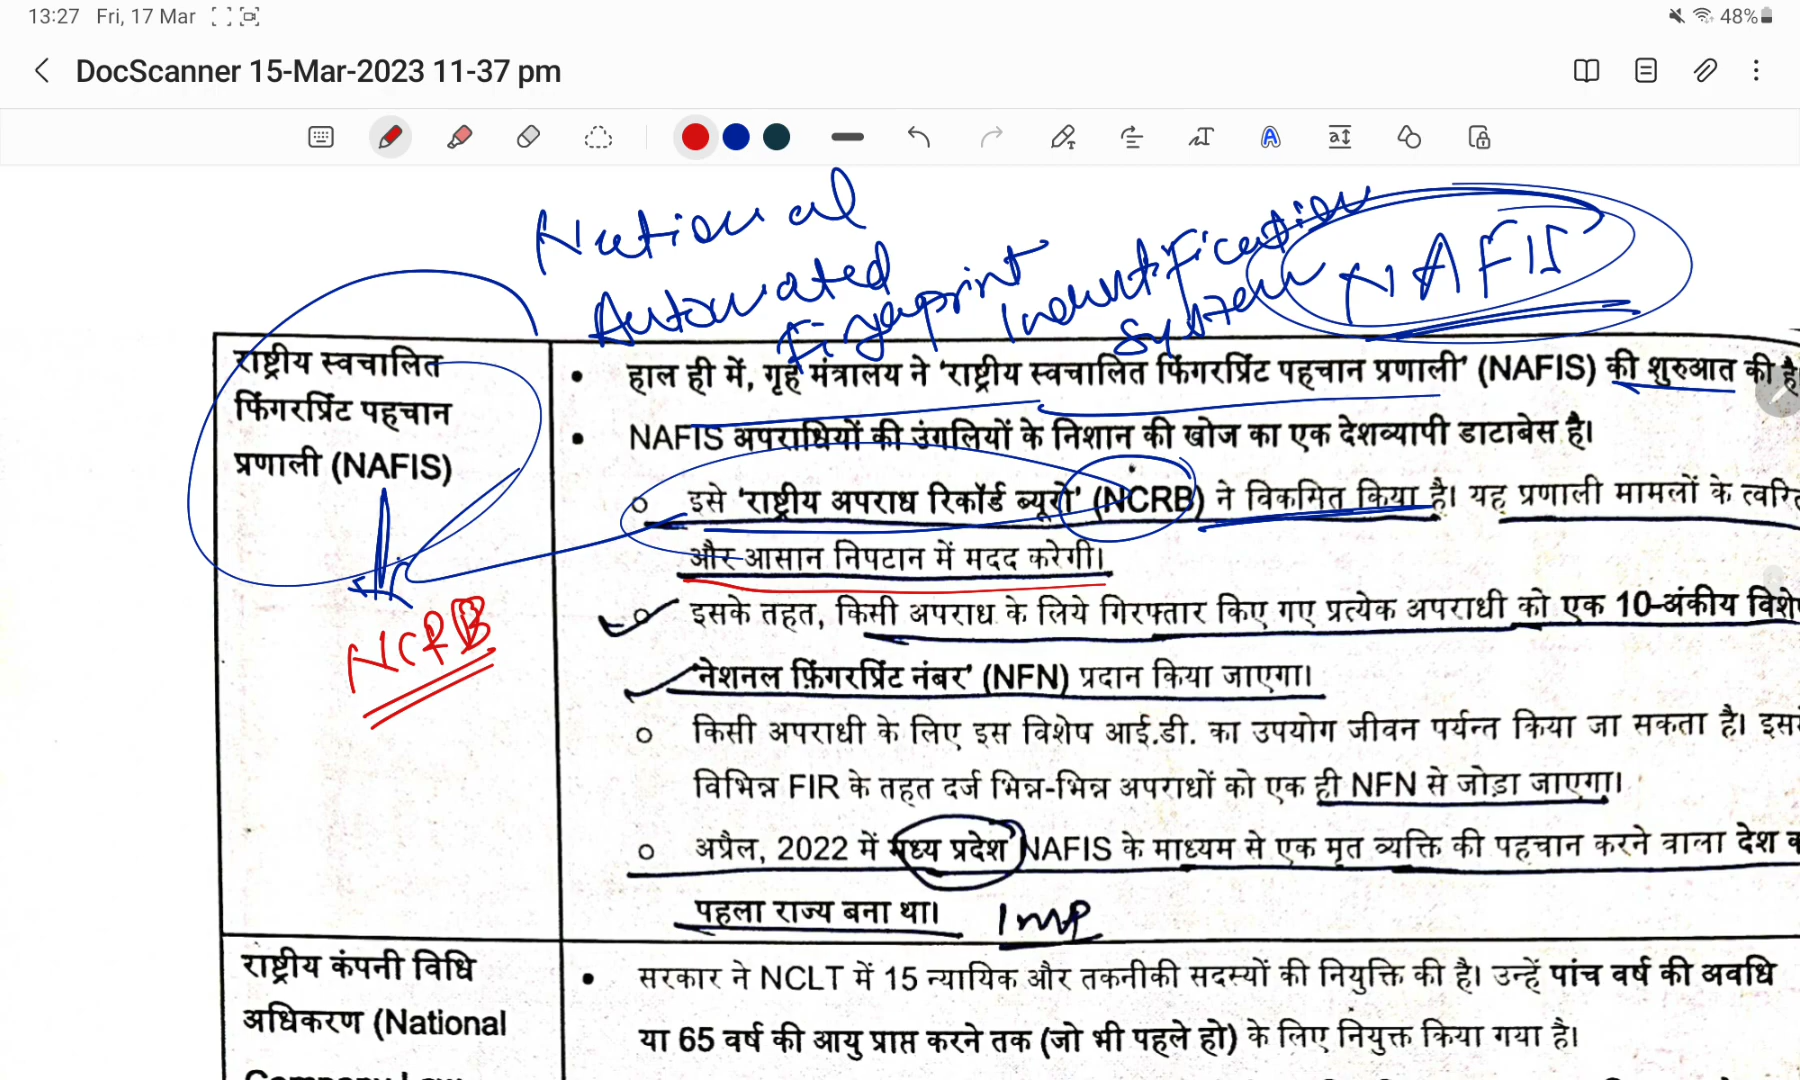 13:27 Fri, 17 Mar 48%
DocScanner 15-Mar-2023 11-37 pm
National
Automated
Fingerprint
Indentification
System
NAFIS
राष्ट्रीय स्वचालित
फिंगरप्रिंट पहचान
प्रणाली (NAFIS)
NCRB
• हाल ही में, गृह मंत्रालय ने 'राष्ट्रीय स्वचालित फिंगरप्रिंट पहचान प्रणाली' (NAFIS) की शुरुआत की है
• NAFIS अपराधियों की उंगलियों के निशान की खोज का एक देशव्यापी डाटाबेस है।
○ इसे 'राष्ट्रीय अपराध रिकॉर्ड ब्यूरो' (NCRB) ने विकसित किया है। यह प्रणाली मामलों के त्वरित
और आसान निपटान में मदद करेगी।
○ इसके तहत, किसी अपराध के लिये गिरफ्तार किए गए प्रत्येक अपराधी को एक 10-अंकीय विशेष
'नेशनल फ़िंगरप्रिंट नंबर' (NFN) प्रदान किया जाएगा।
○ किसी अपराधी के लिए इस विशेष आई.डी. का उपयोग जीवन पर्यन्त किया जा सकता है।
विभिन्न FIR के तहत दर्ज भिन्न-भिन्न अपराधों को एक ही NFN से जोड़ा जाएगा।
○ अप्रैल, 2022 में मध्य प्रदेश NAFIS के माध्यम से एक मृत व्यक्ति की पहचान करने वाला देश
पहला राज्य बना था।
IMP
राष्ट्रीय कंपनी विधि
अधिकरण (National
Company Law
• सरकार ने NCLT में 15 न्यायिक और तकनीकी सदस्यों की नियुक्ति की है। उन्हें पांच वर्ष की अवधि
या 65 वर्ष की आयु प्राप्त करने तक (जो भी पहले हो) के लिए नियुक्त किया गया है।